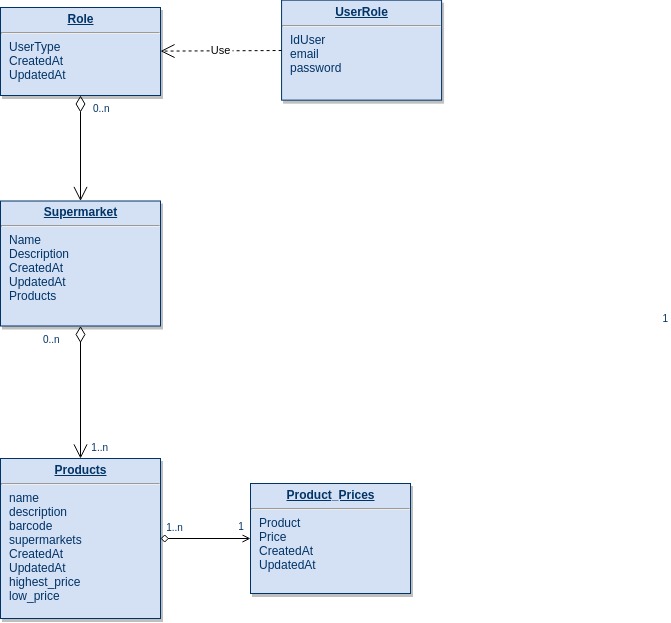 Role
UserType
CreatedAt
UpdatedAt
UserRole
IdUser
email
password
Use
0..n
Supermarket
Name
Description
CreatedAt
UpdatedAt
Products
1
0..n
1..n
Products
name
description
barcode
supermarkets
CreatedAt
UpdatedAt
highest_price
low_price
1..n
1
Product_Prices
Product
Price
CreatedAt
UpdatedAt